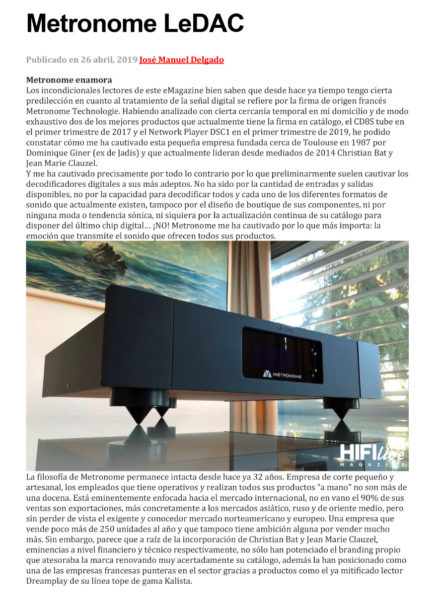 Metronome LeDAC
Publicado en 26 abril, 2019 José Manuel Delgado
Metronome enamora
Los incondicionales lectores de este eMagazine bien saben que desde hace ya tiempo tengo cierta
predilección en cuanto al tratamiento de la señal digital se refiere por la firma de origen francés
Metronome Technologie. Habiendo analizado con cierta cercanía temporal en mi domicilio y de modo
exhaustivo dos de los mejores productos que actualmente tiene la firma en catálogo, el CD8S tube en
el primer trimestre de 2017 y el Network Player DSC1 en el primer trimestre de 2019, he podido
constatar cómo me ha cautivado esta pequeña empresa fundada cerca de Toulouse en 1987 por
Dominique Giner (ex de Jadis) y que actualmente lideran desde mediados de 2014 Christian Bat y
Jean Marie Clauzel.
Y me ha cautivado precisamente por todo lo contrario por lo que preliminarmente suelen cautivar los
decodificadores digitales a sus más adeptos. No ha sido por la cantidad de entradas y salidas
disponibles, no por la capacidad para decodificar todos y cada uno de los diferentes formatos de
sonido que actualmente existen, tampoco por el diseño de boutique de sus componentes, ni por
ninguna moda o tendencia sónica, ni siquiera por la actualización continua de su catálogo para
disponer del último chip digital… ¡NO! Metronome me ha cautivado por lo que más importa: la
emoción que transmite el sonido que ofrecen todos sus productos.
METRONOME
HIFI live
MAGAZINE
La filosofía de Metronome permanece intacta desde hace ya 32 años. Empresa de corte pequeño y
artesanal, los empleados que tiene operativos y realizan todos sus productos "a mano" no son más de
una docena. Está eminentemente enfocada hacia el mercado internacional, no en vano el 90% de sus
ventas son exportaciones, más concretamente a los mercados asiático, ruso y de oriente medio, pero
sin perder de vista el exigente y conocedor mercado norteamericano y europeo. Una empresa que
vende poco más de 250 unidades al año y que tampoco tiene ambición alguna por vender mucho
más. Sin embargo, parece que a raíz de la incorporación de Christian Bat y Jean Marie Clauzel,
eminencias a nivel financiero y técnico respectivamente, no sólo han potenciado el branding propio
que atesoraba la marca renovando muy acertadamente su catálogo, además la han posicionado como
una de las empresas francesas punteras en el sector gracias a productos como el ya mitificado lector
Dreamplay de su línea tope de gama Kalista.